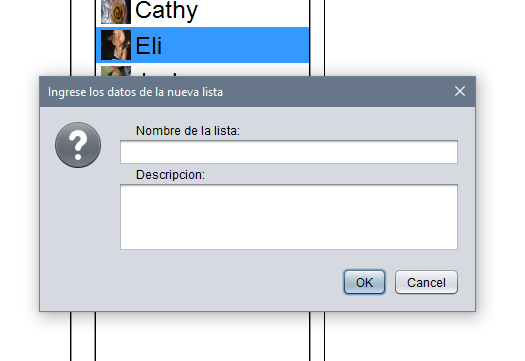 Cathy
Eli
Ingrese los datos de la nueva lista
Nombre de la lista:
Descripcion:
OK
Cancel